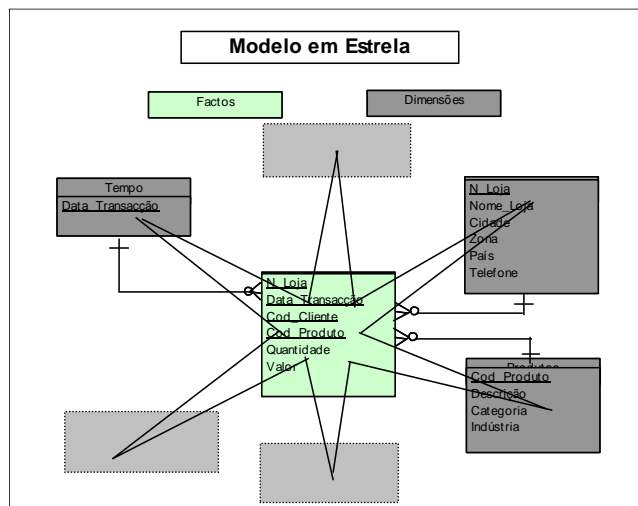 Modelo em Estrela
Factos
Dimensões
Tempo
Data_Transacção
N_Loja
Nome_Loja
Cidade
Zona
País
Telefone
N_Loja
Data_Transacção
Cod_Cliente
Cod_Produto
Quantidade
Valor
Produtos
Cod_Produto
Descrição
Categoria
Indústria